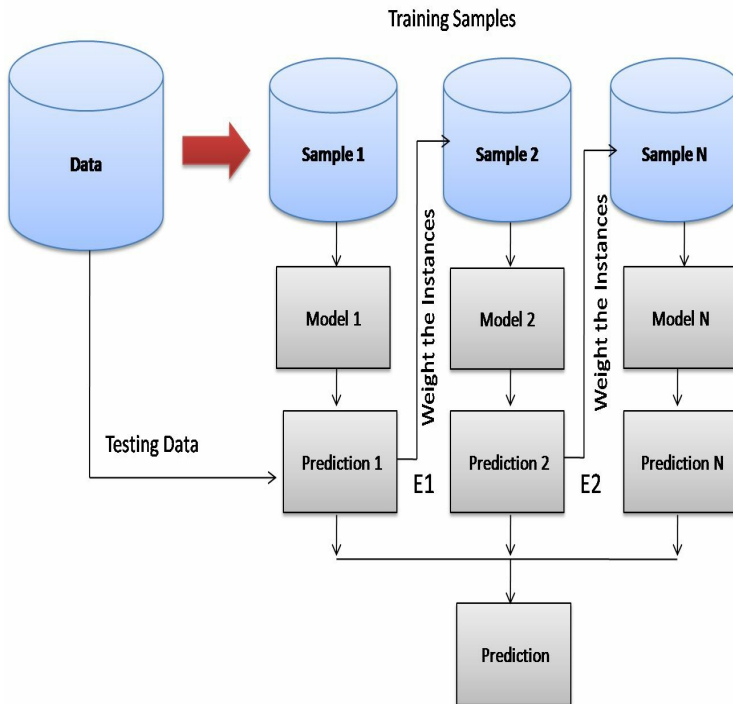 Training Samples
Data
Sample 1
Sample 2
Sample N
Weight the Instances
Weight the Instances
Model 1
Model 2
Model N
Testing Data
Prediction 1
E1
Prediction 2
E2
Prediction N
Prediction